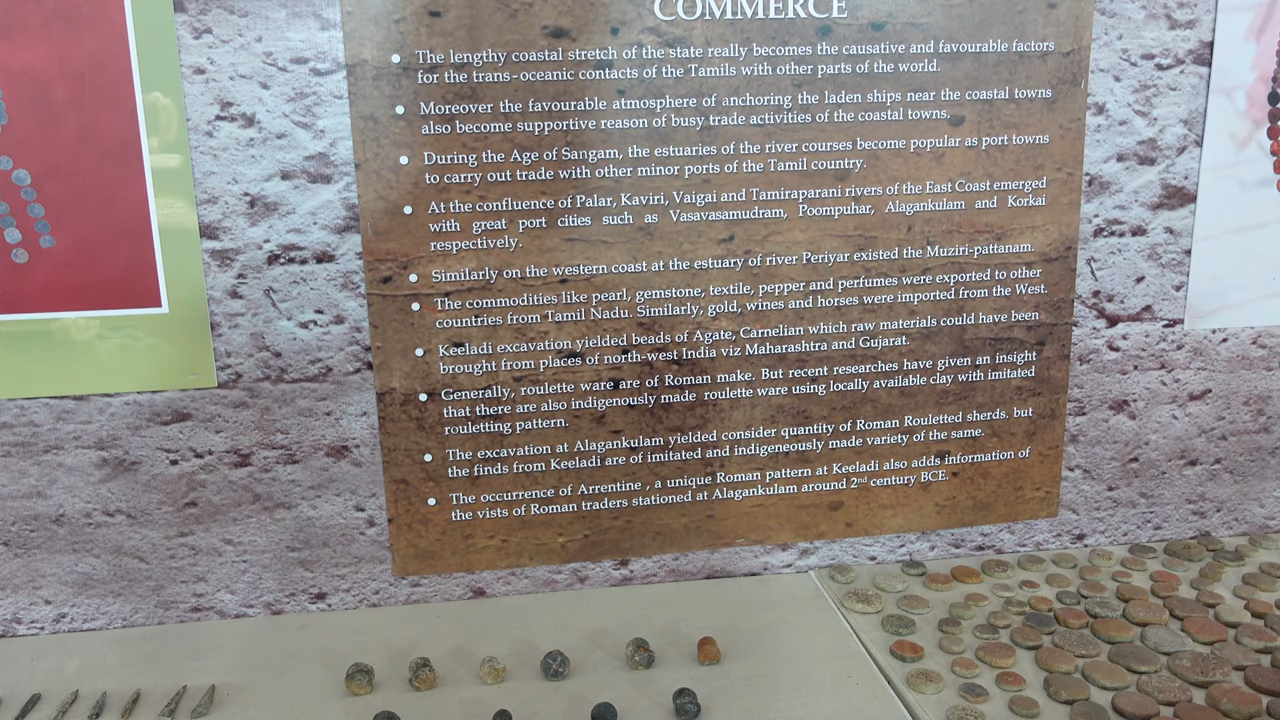 COMMERCE
• The lengthy coastal stretch of the state really becomes the causative and favourable factors
for the trans-oceanic contacts of the Tamils with other parts of the world.
• Moreover the favourable atmosphere of anchoring the laden ships near the coastal towns
also become supportive reason of busy trade activities of the coastal towns.
• During the Age of Sangam, the estuaries of the river courses become popular as port towns
to carry out trade with other minor ports of the Tamil country.
• At the confluence of Palar, Kaviri, Vaigai and Tamiraparani rivers of the East Coast emerged
with great port cities such as Vasavasamudram, Poompuhar, Alagankulam and Korkai
respectively.
• Similarly on the western coast at the estuary of river Periyar existed the Muziri-pattanam.
• The commodities like pearl, gemstone, textile, pepper and perfumes were exported to other
countries from Tamil Nadu. Similarly, gold, wines and horses were imported from the West.
• Keeladi excavation yielded beads of Agate, Carnelian which raw materials could have been
brought from places of north-west India viz Maharashtra and Gujarat.
• Generally, roulette ware are of Roman make. But recent researches have given an insight
that there are also indigenously made roulette ware using locally available clay with imitated
rouletting pattern.
• The excavation at Alagankulam yielded consider quantity of Roman Rouletted sherds. but
the finds from Keeladi are of imitated and indigeneously made variety of the same.
• The occurrence of Arrentine , a unique Roman pattern at Keeladi also adds information of
the vists of Roman traders stationed at Alagankulam around 2nd century BCE.